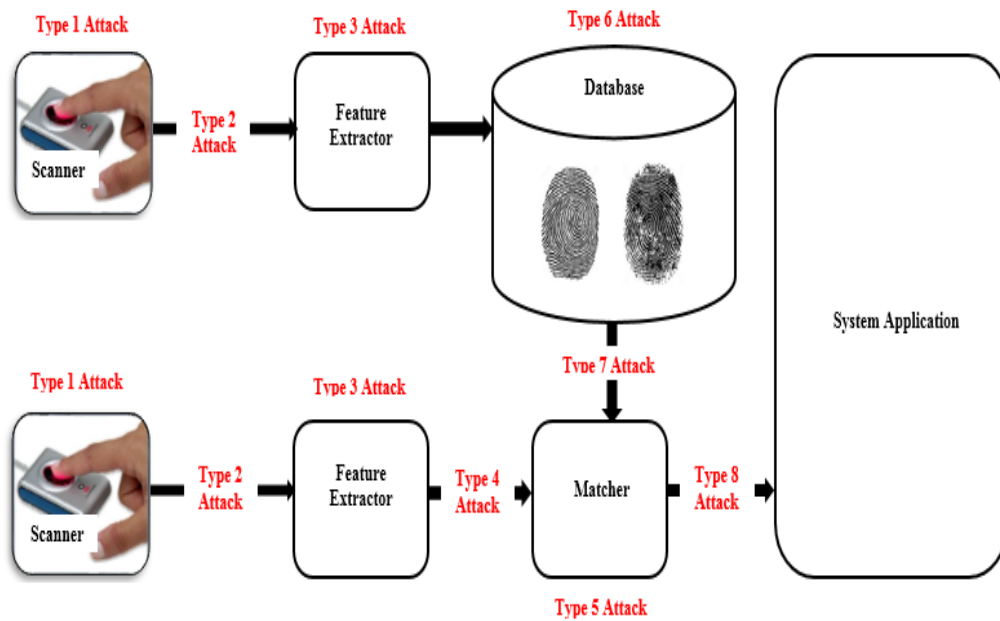 Type 1 Attack
Type 3 Attack
Type 6 Attack
Scanner
Type 2
Attack
Feature
Extractor
Database
System Application
Type 7 Attack
Type 1 Attack
Type 3 Attack
Scanner
Type 2
Attack
Feature
Extractor
Type 4
Attack
Matcher
Type 8
Attack
Type 5 Attack